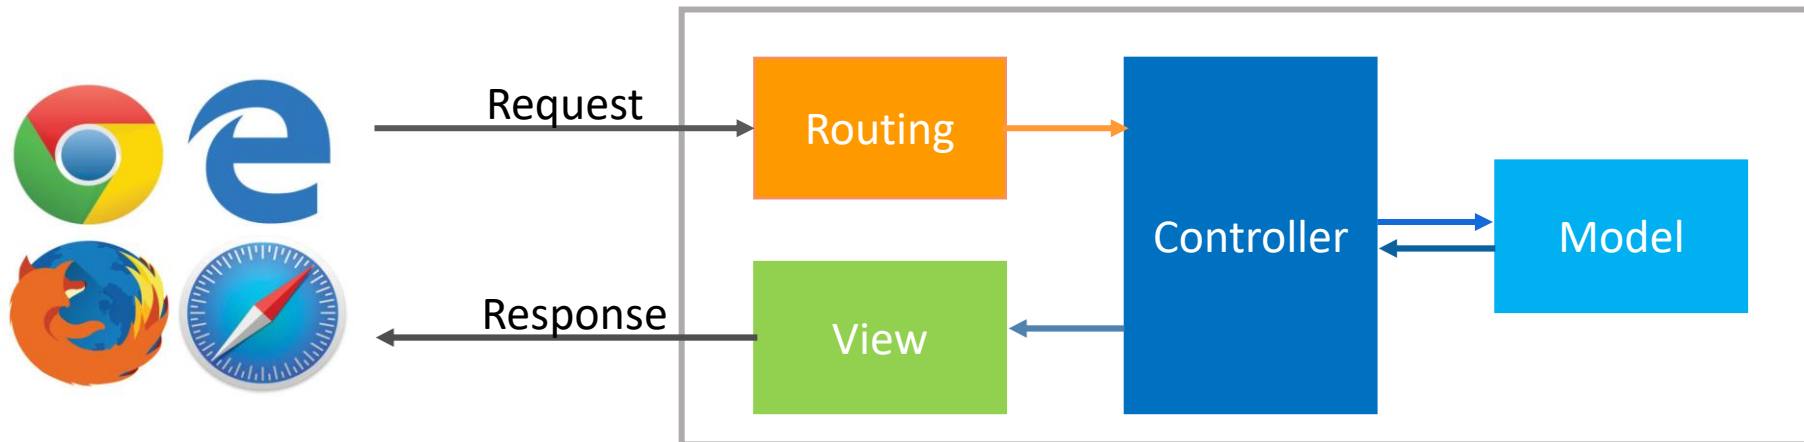 Request
Routing
Controller
Model
Response
View